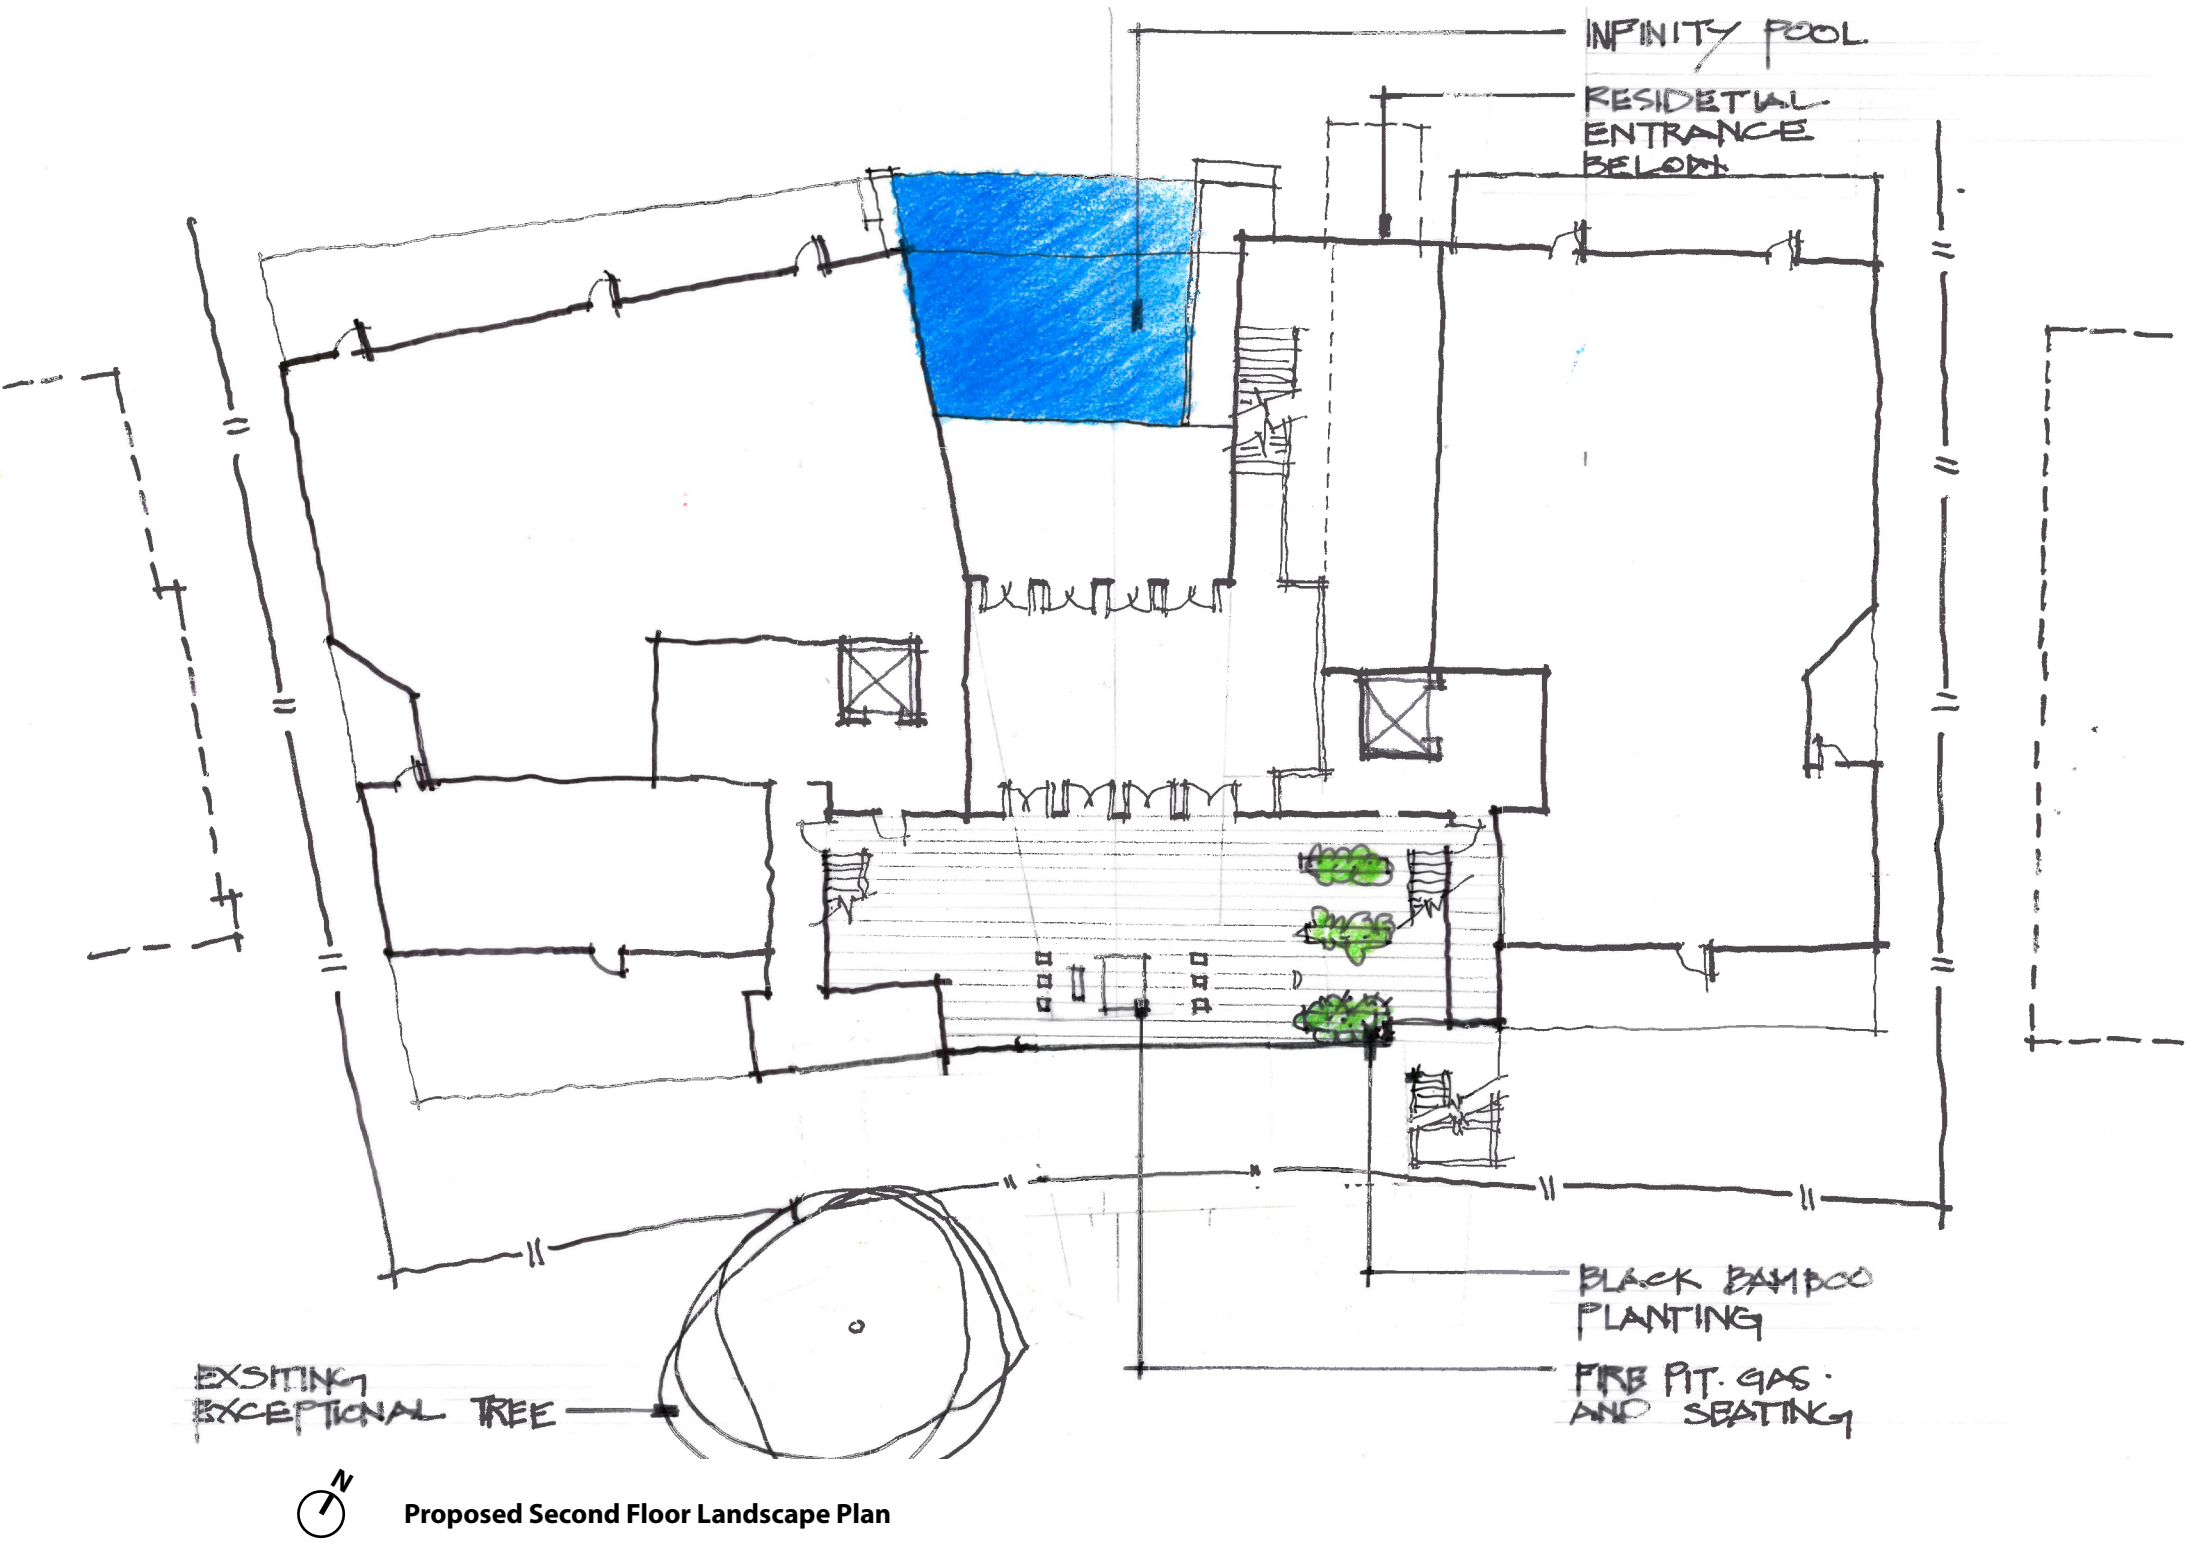 INFINITY POOL
RESIDETIAL
ENTRANCE
BELOW
BLACK BAMBOO
PLANTING
FIRE PIT. GAS.
AND SEATING
EXSITING
EXCEPTIONAL TREE
N
Proposed Second Floor Landscape Plan